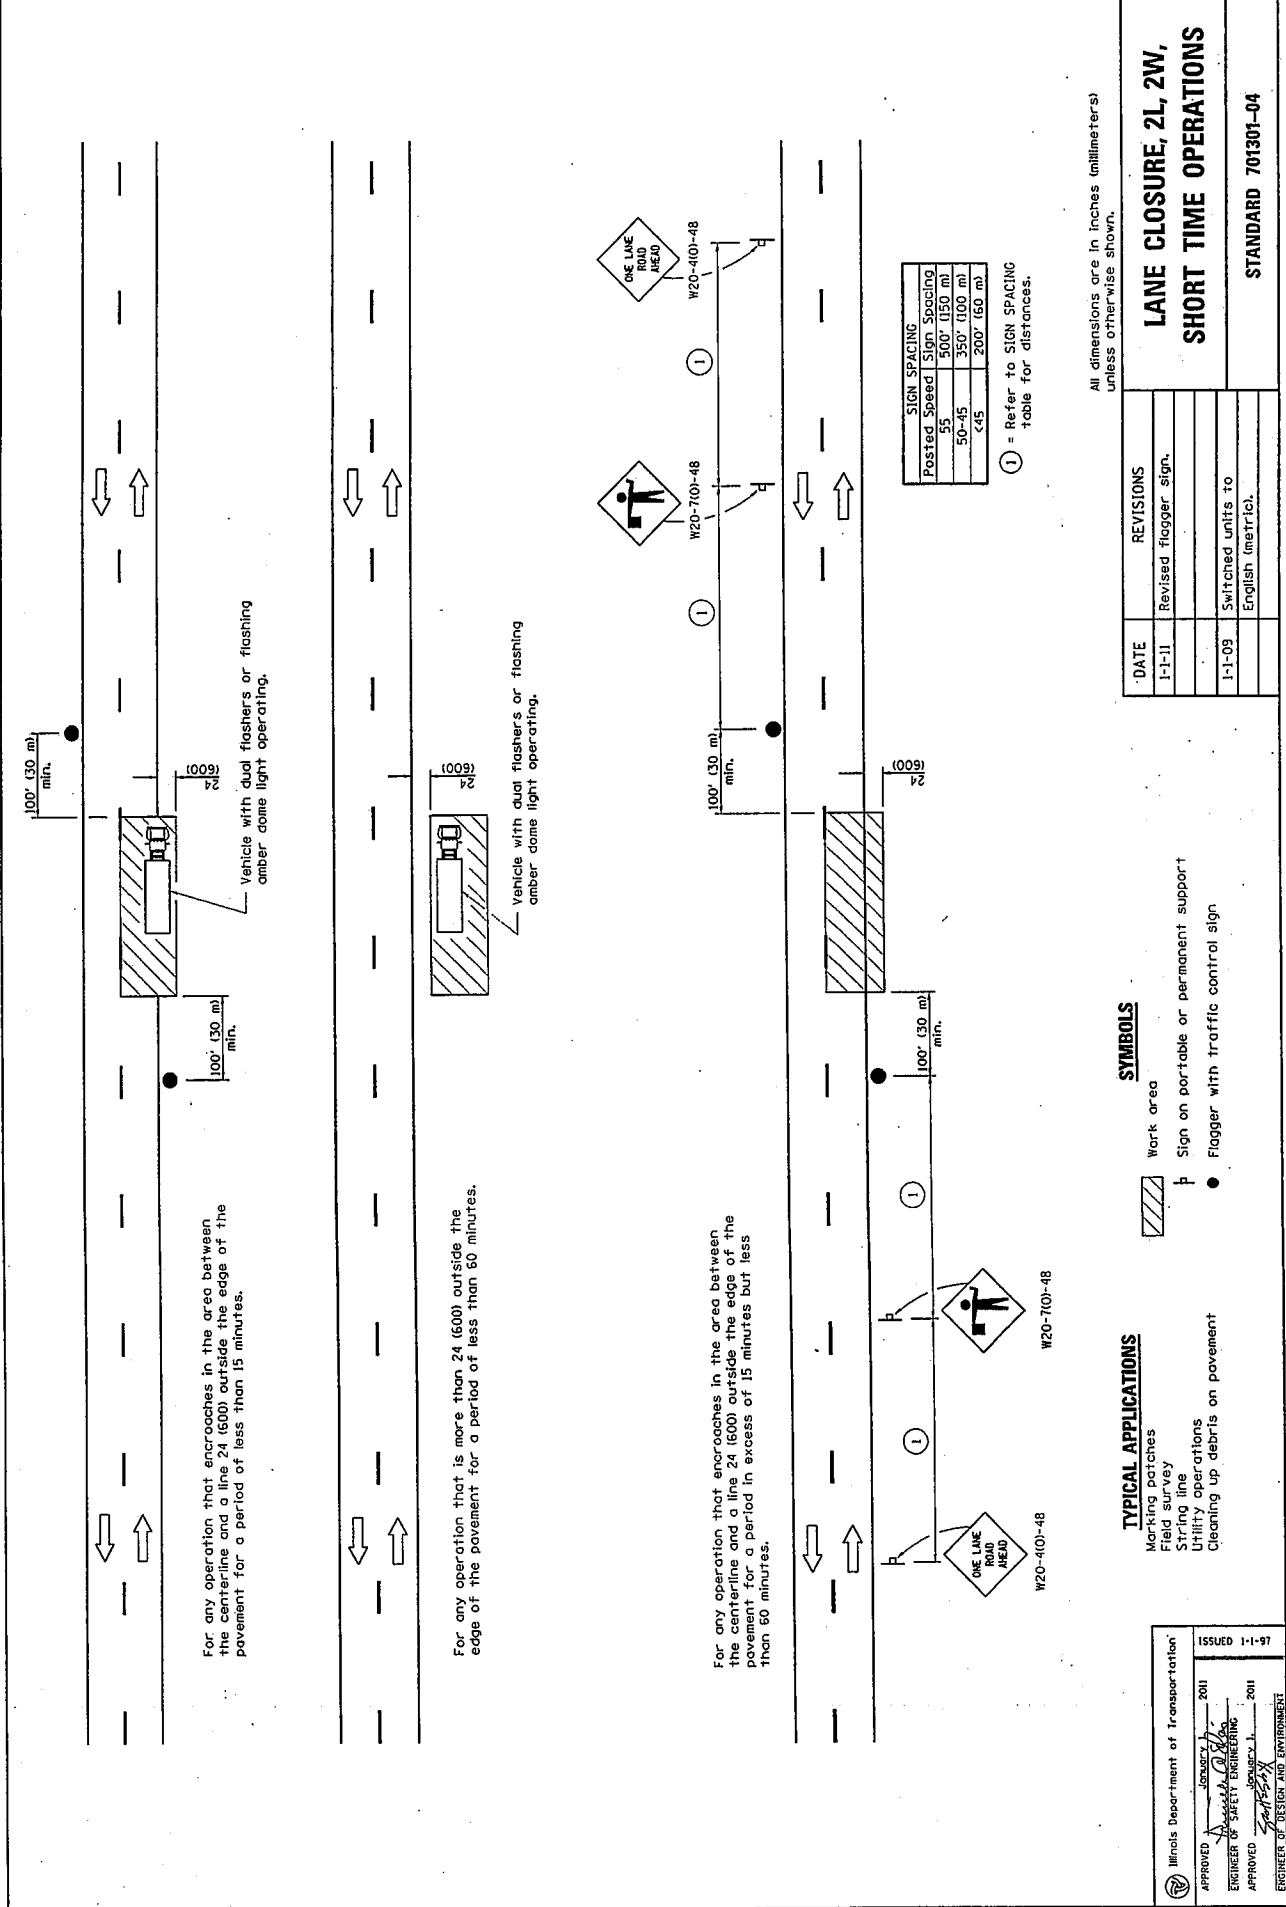 100' (30 m)
min.
24
(600)
100' (30 m)
min.
Vehicle with dual flashers or flashing
amber dome light operating.
For any operation that encroaches in the area between
the centerline and a line 24 (600) outside the edge of the
pavement for a period of less than 15 minutes.
24
(600)
Vehicle with dual flashers or flashing
amber dome light operating.
For any operation that is more than 24 (600) outside the
edge of the pavement for a period of less than 60 minutes.
ONE LANE
ROAD
AHEAD
W20-4(O)-48
W20-7(O)-48
1
1
100' (30 m)
min.
24
(600)
100' (30 m)
min.
For any operation that encroaches in the area between
the centerline and a line 24 (600) outside the edge of the
pavement for a period in excess of 15 minutes but less
than 60 minutes.
1
1
W20-7(O)-48
ONE LANE
ROAD
AHEAD
W20-4(O)-48
SIGN SPACING
Posted Speed Sign Spacing
55 500' (150 m)
50-45 350' (100 m)
<45 200' (60 m)
1 = Refer to SIGN SPACING
table for distances.
TYPICAL APPLICATIONS
Marking patches
Field survey
String line
Utility operations
Cleaning up debris on pavement
SYMBOLS
Work area
Sign on portable or permanent support
Flagger with traffic control sign
All dimensions are in inches (millimeters)
unless otherwise shown.
Illinois Department of Transportation
APPROVED January 1, 2011
ENGINEER OF SAFETY ENGINEERING
APPROVED January 1, 2011
ENGINEER OF DESIGN AND ENVIRONMENT
ISSUED 1-1-97
DATE REVISIONS
1-1-11 Revised flagger sign.
1-1-09 Switched units to
English (metric).
LANE CLOSURE, 2L, 2W,
SHORT TIME OPERATIONS
STANDARD 701301-04